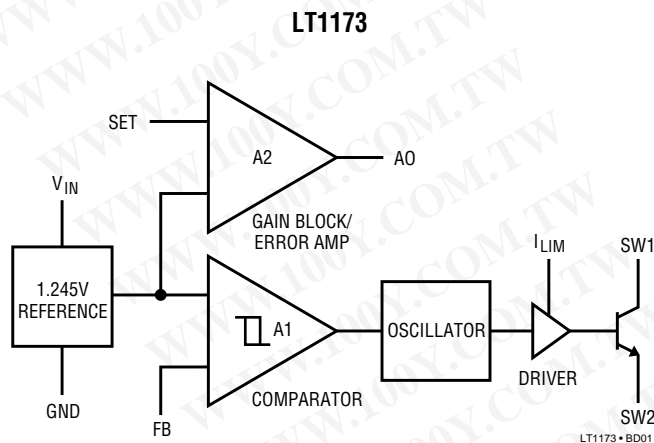 LT1173
SET
A2
AO
VIN
GAIN BLOCK/
ERROR AMP
ILIM
SW1
1.245V
REFERENCE
A1
OSCILLATOR
COMPARATOR
DRIVER
GND
FB
SW2
LT1173 • BD01
WWW.100Y.COM.TW